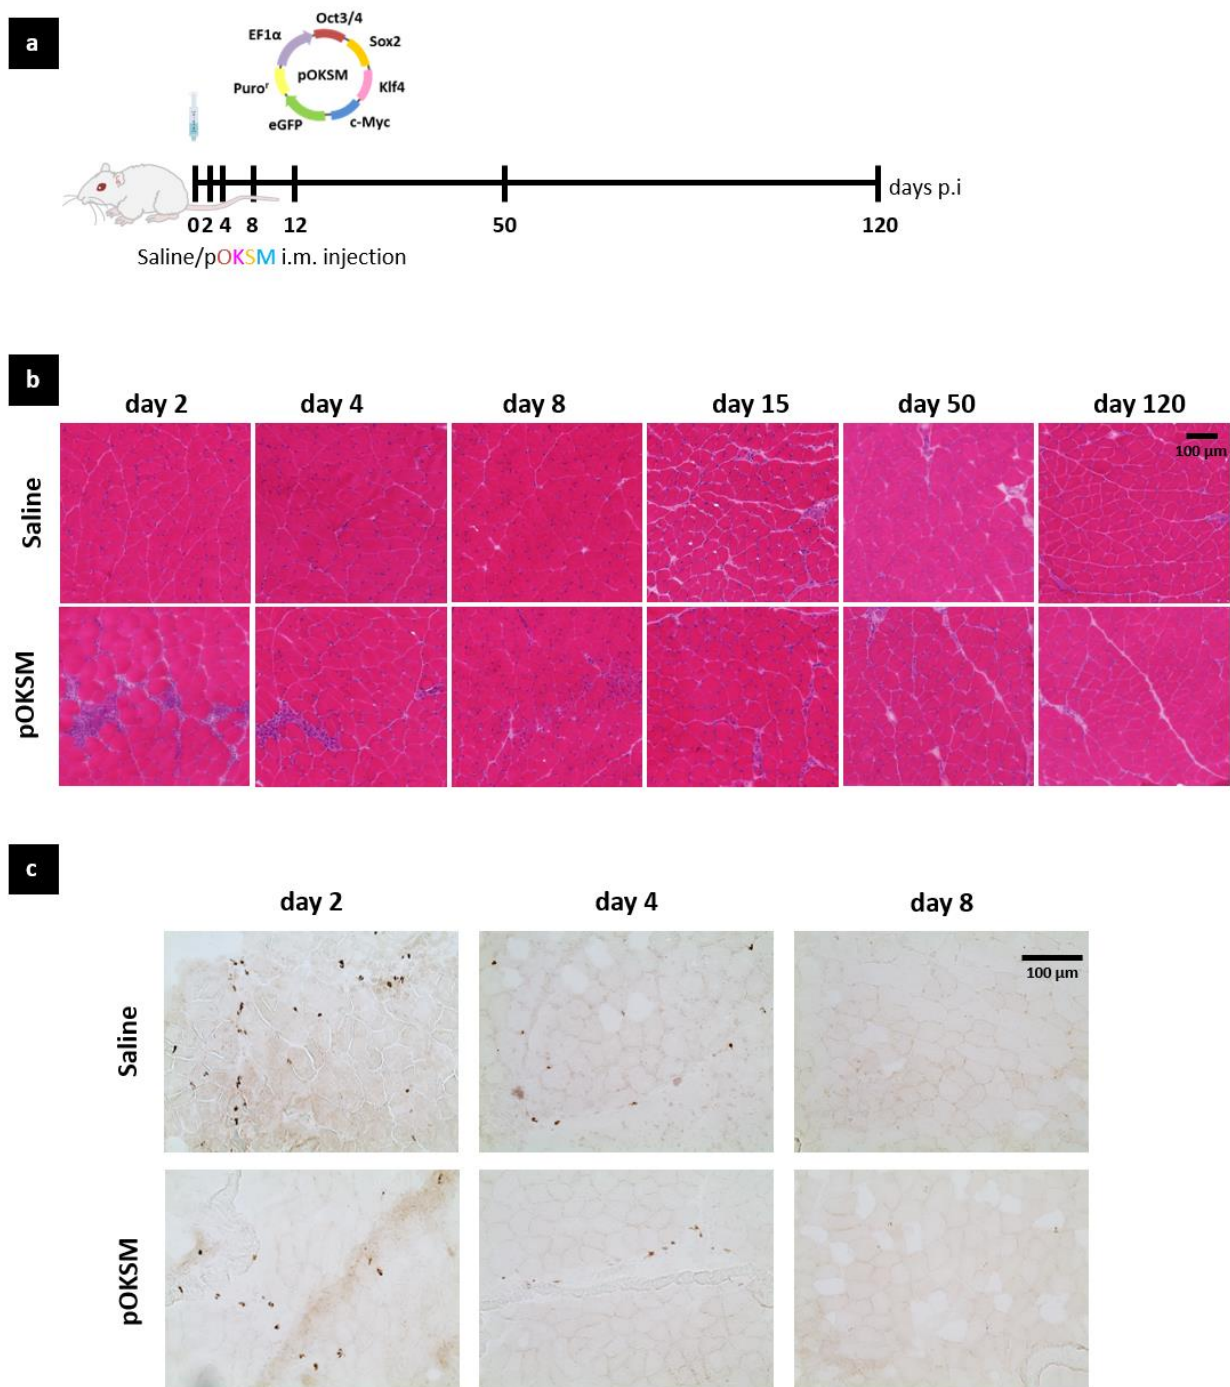 a
Oct3/4
EF1α
Sox2
pOKSM
Puroʳ
Klf4
eGFP
c-Myc
days p.i
0 2 4 8 12 50 120
Saline/pOKSM i.m. injection
b
day 2 day 4 day 8 day 15 day 50 day 120
Saline
100 μm
pOKSM
c
day 2 day 4 day 8
Saline
100 μm
pOKSM